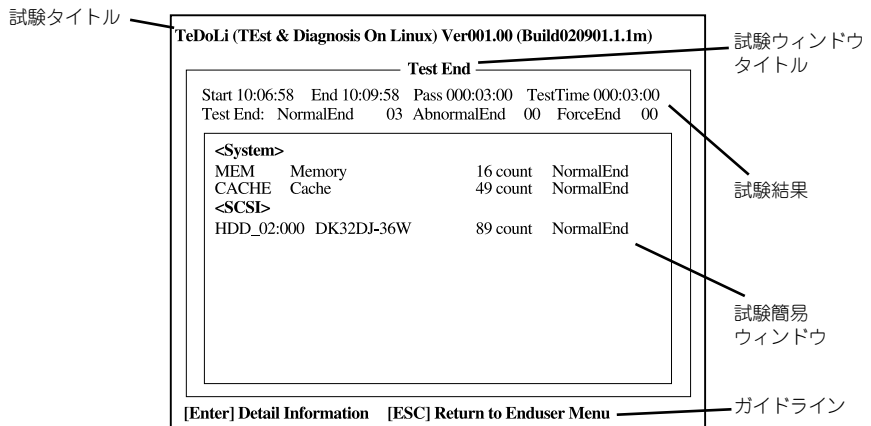 試験タイトル
TeDoLi (TEst & Diagnosis On Linux) Ver001.00 (Build020901.1.1m)
試験ウィンドウ
タイトル
Test End
Start 10:06:58 End 10:09:58 Pass 000:03:00 TestTime 000:03:00
Test End: NormalEnd 03 AbnormalEnd 00 ForceEnd 00
試験結果
<System>
MEM Memory 16 count NormalEnd
CACHE Cache 49 count NormalEnd
<SCSI>
HDD_02:000 DK32DJ-36W 89 count NormalEnd
試験簡易
ウィンドウ
[Enter] Detail Information [ESC] Return to Enduser Menu
ガイドライン